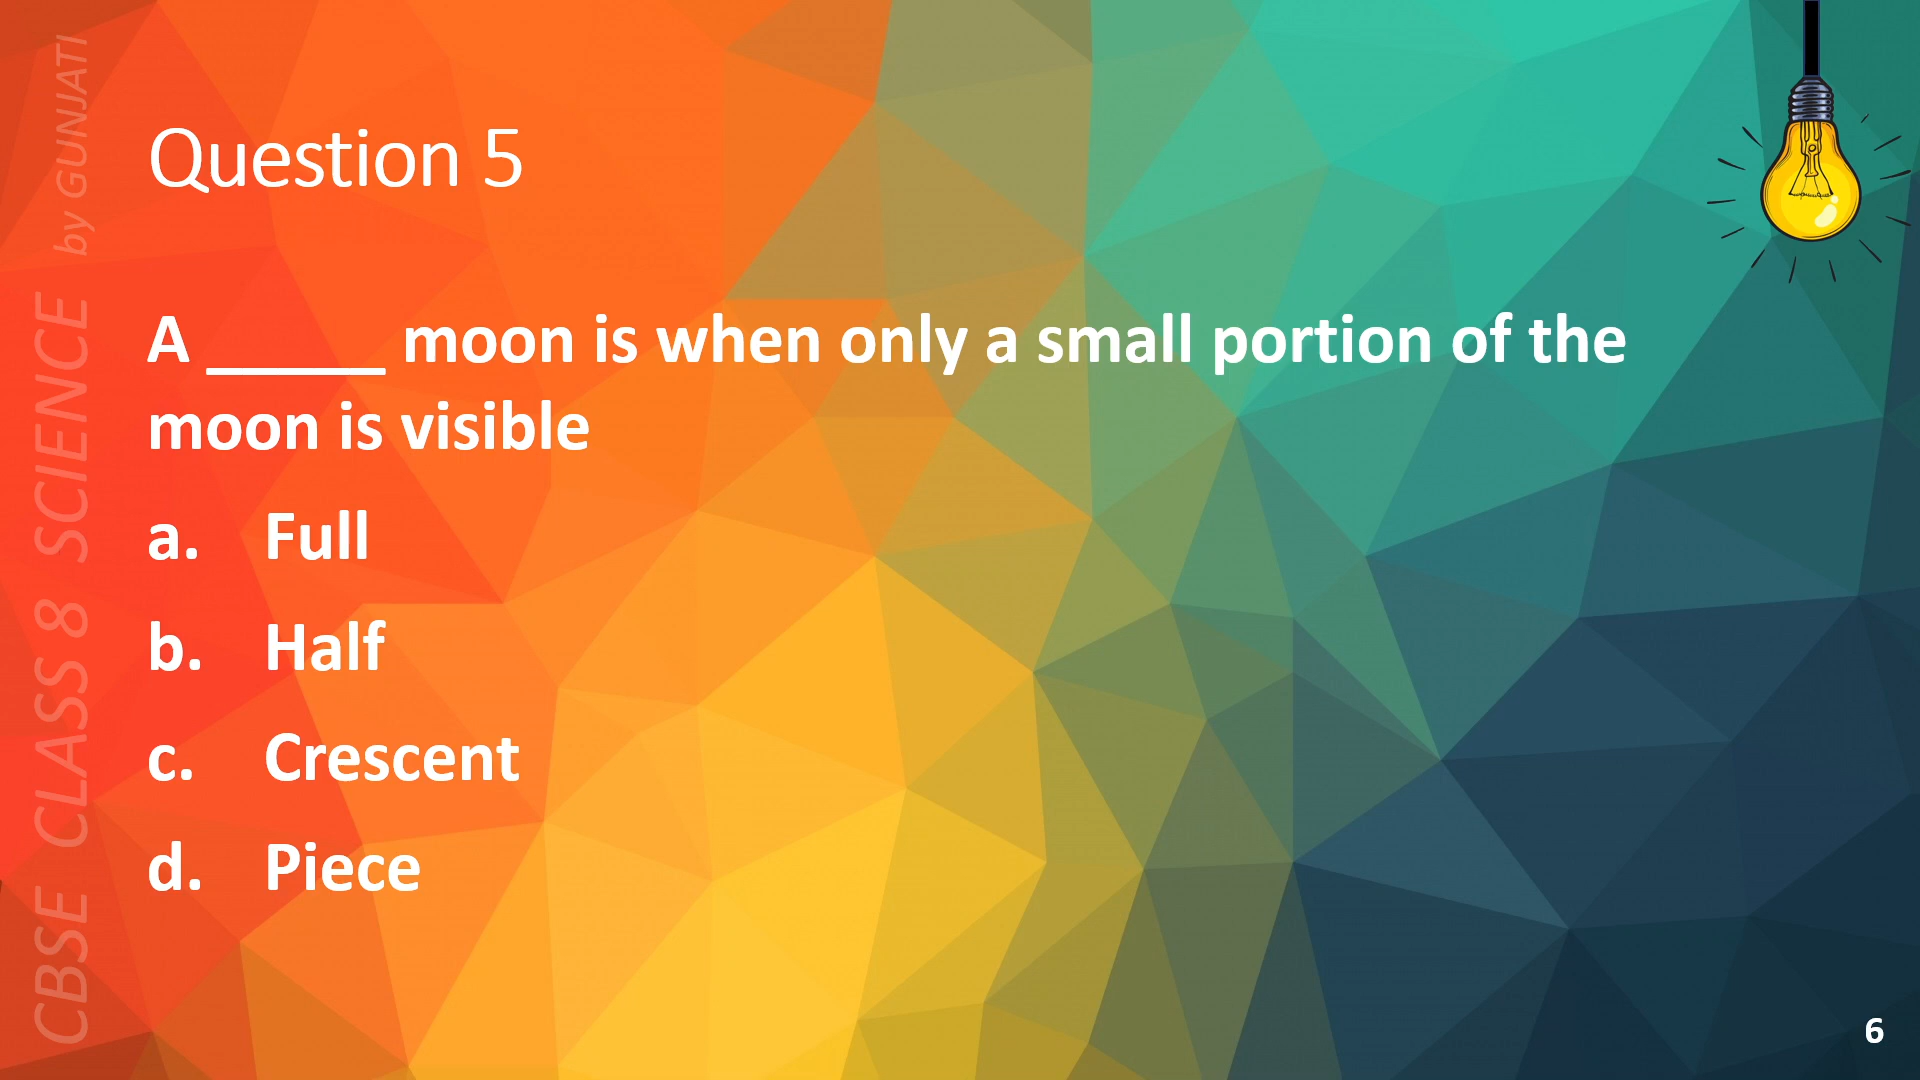 Question 5
A ______ moon is when only a small portion of the
moon is visible
a. Full
b. Half
c. Crescent
d. Piece
CBSE CLASS 8 SCIENCE by GUNJATI
6